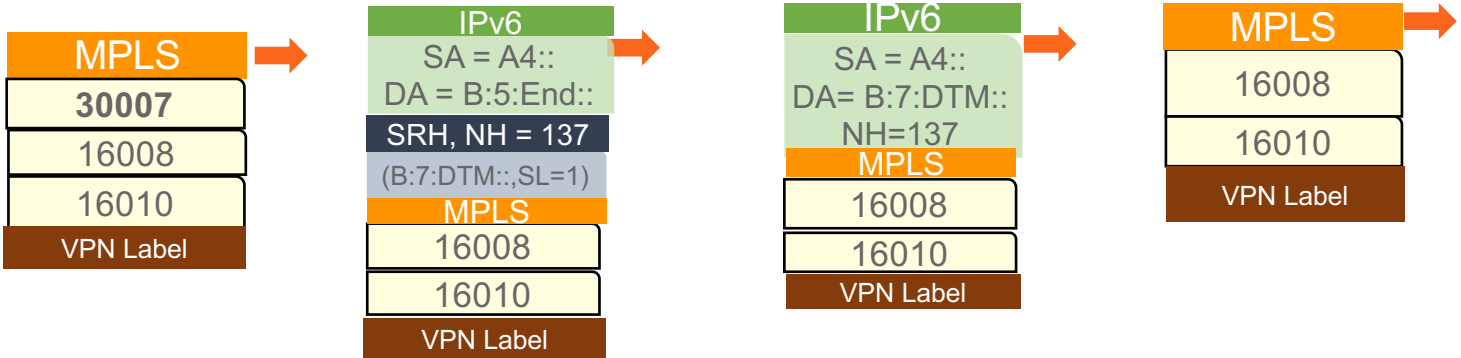 MPLS
30007
16008
16010
VPN Label
IPv6
SA = A4::
DA = B:5:End::
SRH, NH = 137
(B:7:DTM::,SL=1)
MPLS
16008
16010
VPN Label
IPv6
SA = A4::
DA= B:7:DTM::
NH=137
MPLS
16008
16010
VPN Label
MPLS
16008
16010
VPN Label